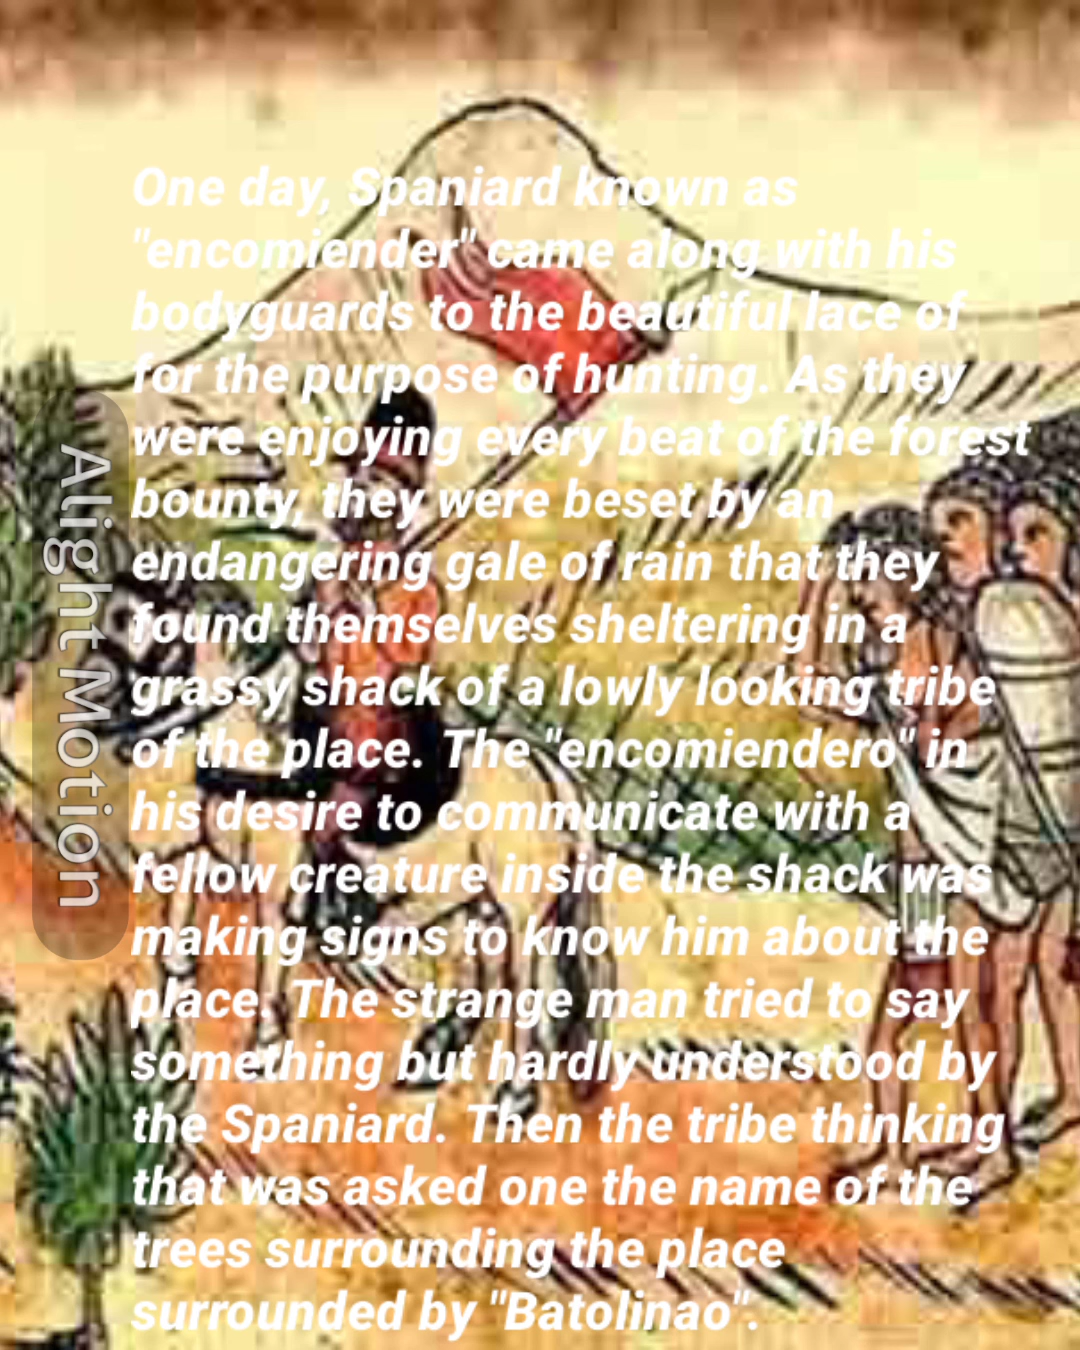 One day, Spaniard known as
"encomiender" came along with his
bodyguards to the beautiful lace of
for the purpose of hunting. As they
were enjoying every beat of the forest
bounty, they were beset by an
endangering gale of rain that they
found themselves sheltering in a
grassy shack of a lowly looking tribe
of the place. The "encomiendero" in
his desire to communicate with a
fellow creature inside the shack was
making signs to know him about the
place. The strange man tried to say
something but hardly understood by
the Spaniard. Then the tribe thinking
that was asked one the name of the
trees surrounding the place
surrounded by "Batolinao".
Alight Motion